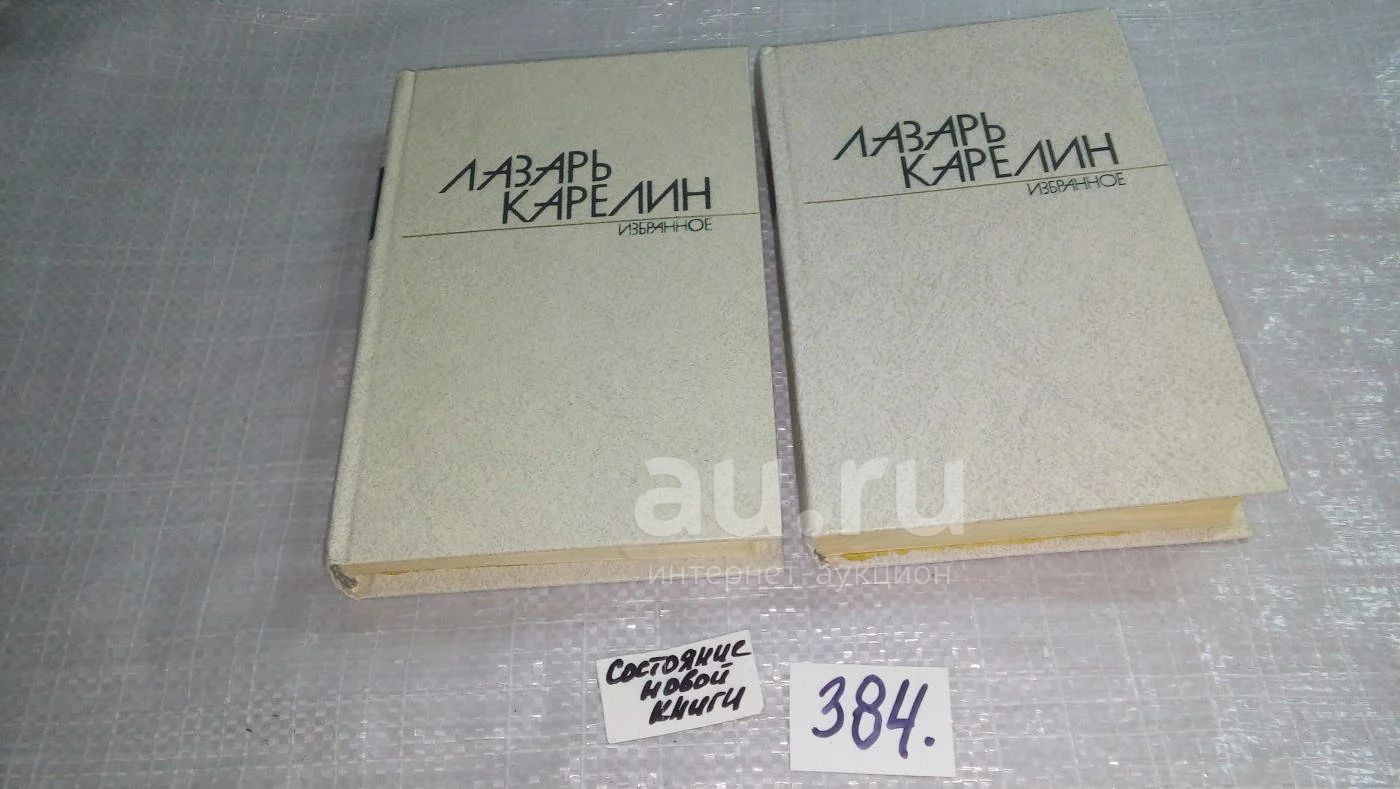 ЛАЗАРЬ
КАРЕЛИН
ИЗБРАННОЕ
ЛАЗАРЬ
КАРЕЛИН
ИЗБРАННОЕ
au.ru
интернет-аукцион
Состояние
новой
книги
384.